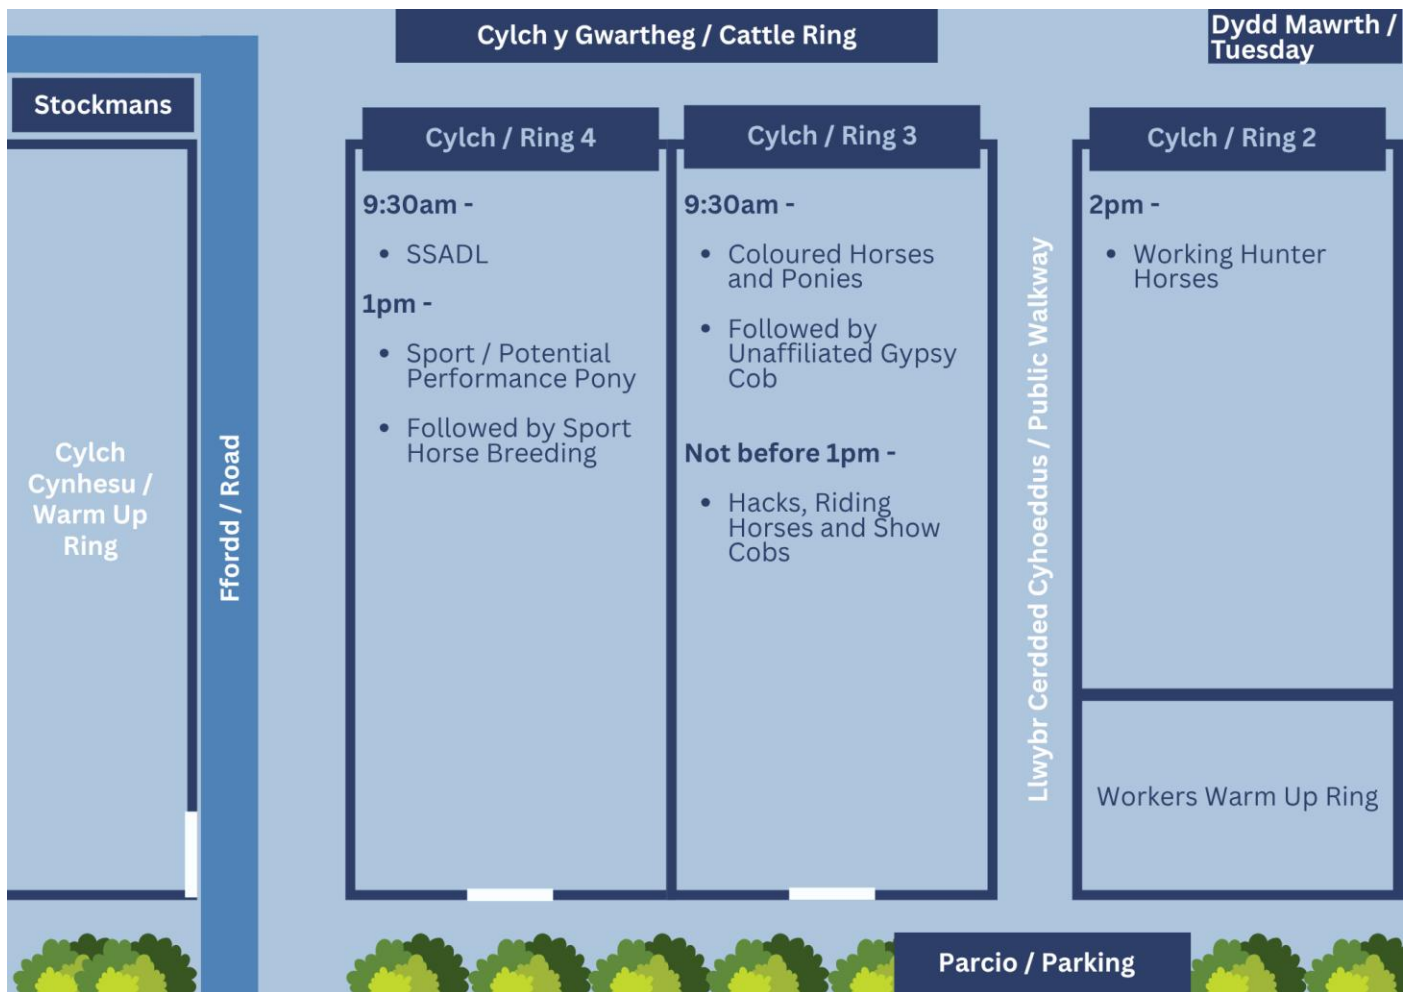 Cylch y Gwartheg / Cattle Ring
Dydd Mawrth /
Tuesday
Stockmans
Cylch
Cynhesu /
Warm Up
Ring
Ffordd / Road
Cylch / Ring 4
9:30am -
• SSADL
1pm -
• Sport / Potential
Performance Pony
• Followed by Sport
Horse Breeding
Cylch / Ring 3
9:30am -
• Coloured Horses
and Ponies
• Followed by
Unaffiliated Gypsy
Cob
Not before 1pm -
• Hacks, Riding
Horses and Show
Cobs
Llwybr Cerdded Cyhoeddus / Public Walkway
Cylch / Ring 2
2pm -
• Working Hunter
Horses
Workers Warm Up Ring
Parcio / Parking